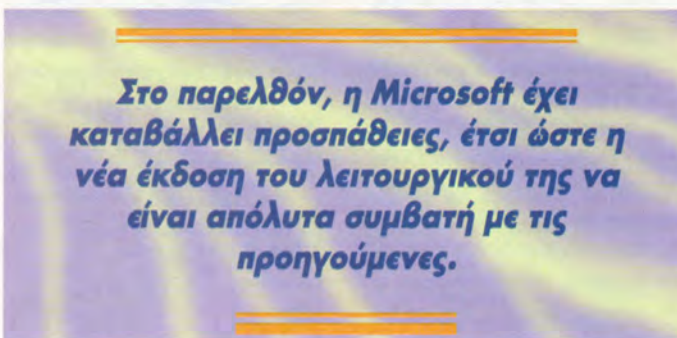 Στο παρελθόν, η Microsoft έχει
καταβάλλει προσπάθειες, έτσι ώστε η
νέα έκδοση του λειτουργικού της να
είναι απόλυτα συμβατή με τις
προηγούμενες.